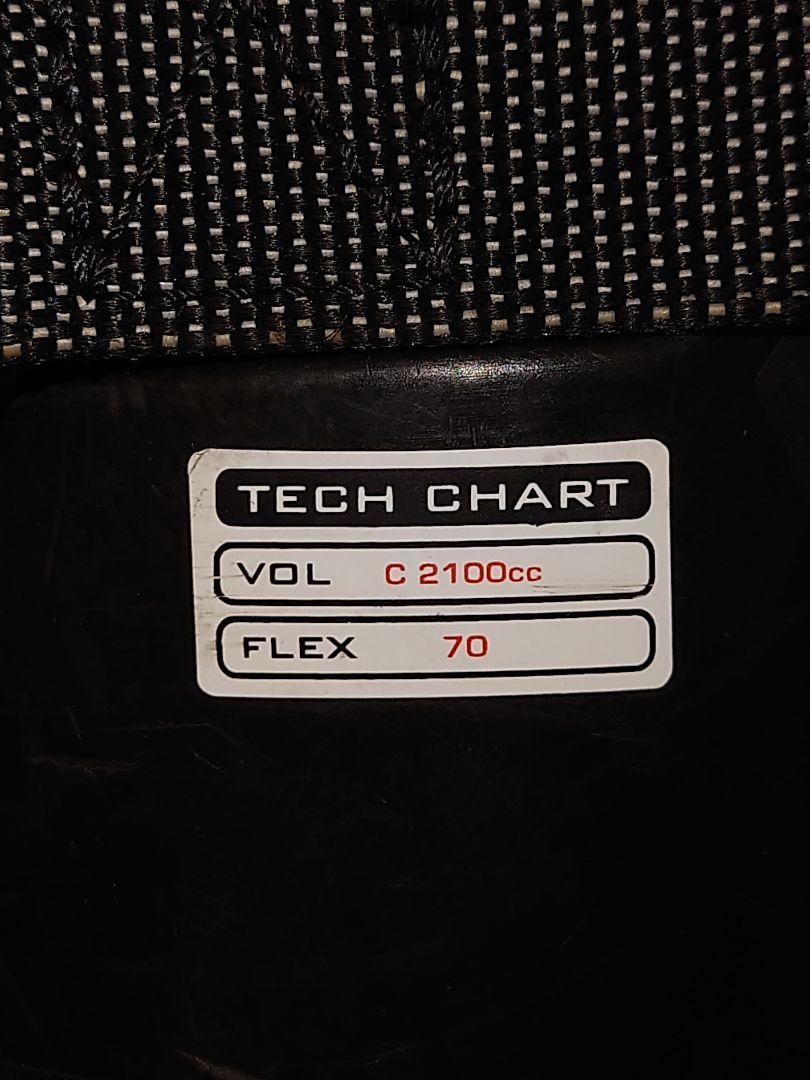 TECH CHART
VOL C 2100cc
FLEX 70